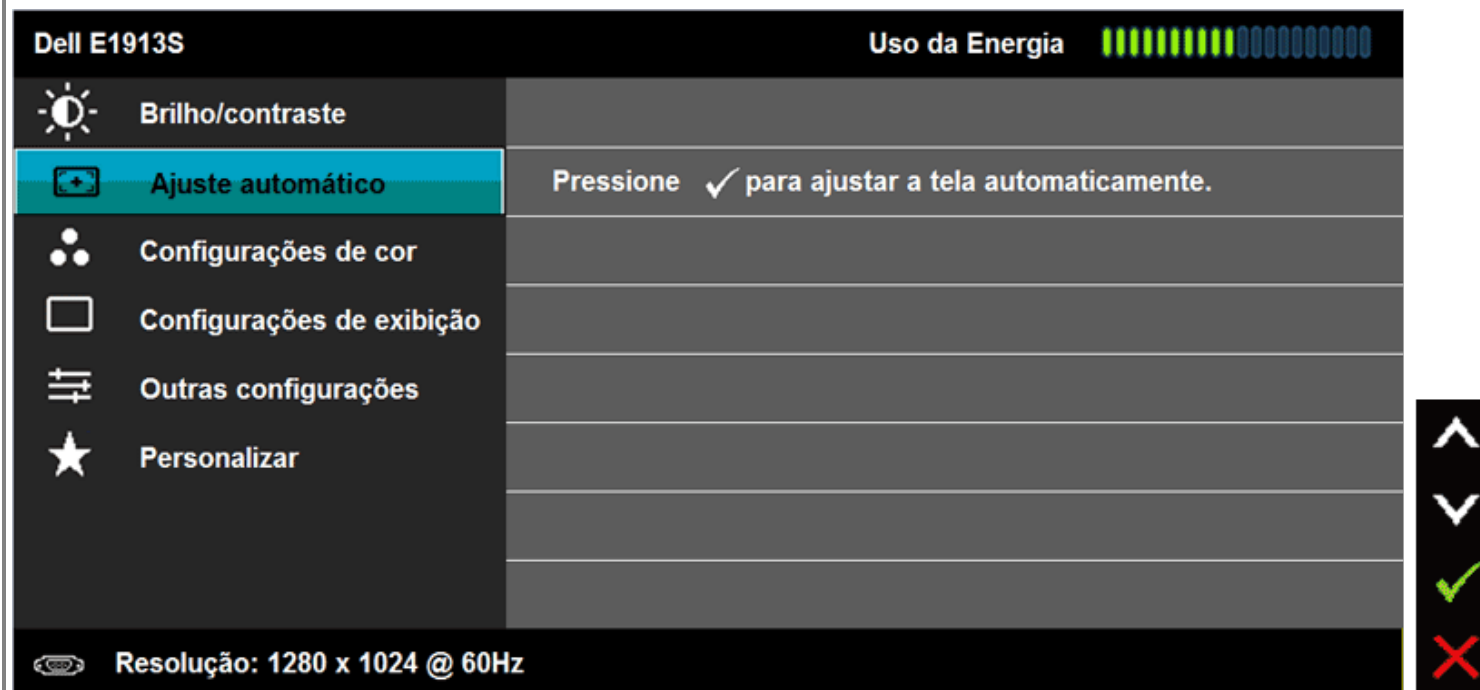 Dell E1913S
Uso da Energia
Brilho/contraste
Ajuste automático
Pressione ✓ para ajustar a tela automaticamente.
Configurações de cor
Configurações de exibição
Outras configurações
Personalizar
Resolução: 1280 x 1024 @ 60Hz